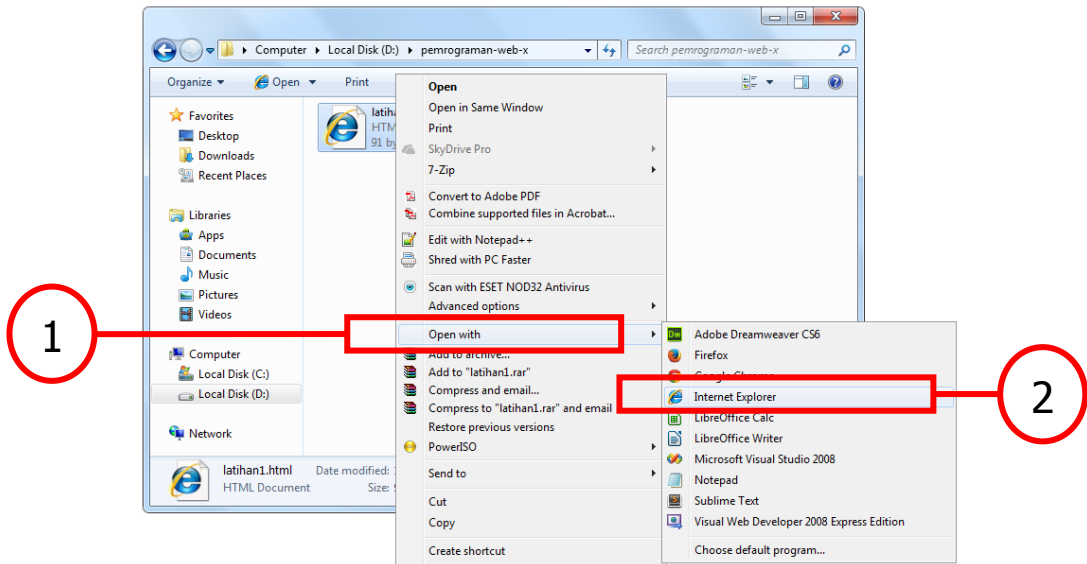 Computer Local Disk (D:) pemrograman-web-x
Search pemrograman-web-x
Organize Open Print
Favorites
Desktop
Downloads
Recent Places
Libraries
Apps
Documents
Music
Pictures
Videos
Computer
Local Disk (C:)
Local Disk (D:)
Network
latihan1.html Date modified:
HTML Document Size:
91
Open
Open in Same Window
Print
SkyDrive Pro
7-Zip
Convert to Adobe PDF
Combine supported files in Acrobat...
Edit with Notepad++
Shred with PC Faster
Scan with ESET NOD32 Antivirus
Advanced options
Open with
Add to archive...
Add to "latihan1.rar"
Compress and email...
Compress to "latihan1.rar" and email
Restore previous versions
PowerISO
Send to
Cut
Copy
Create shortcut
Dw Adobe Dreamweaver CS6
Firefox
Google Chrome
Internet Explorer
LibreOffice Calc
LibreOffice Writer
Microsoft Visual Studio 2008
Notepad
Sublime Text
Visual Web Developer 2008 Express Edition
Choose default program...
1
2